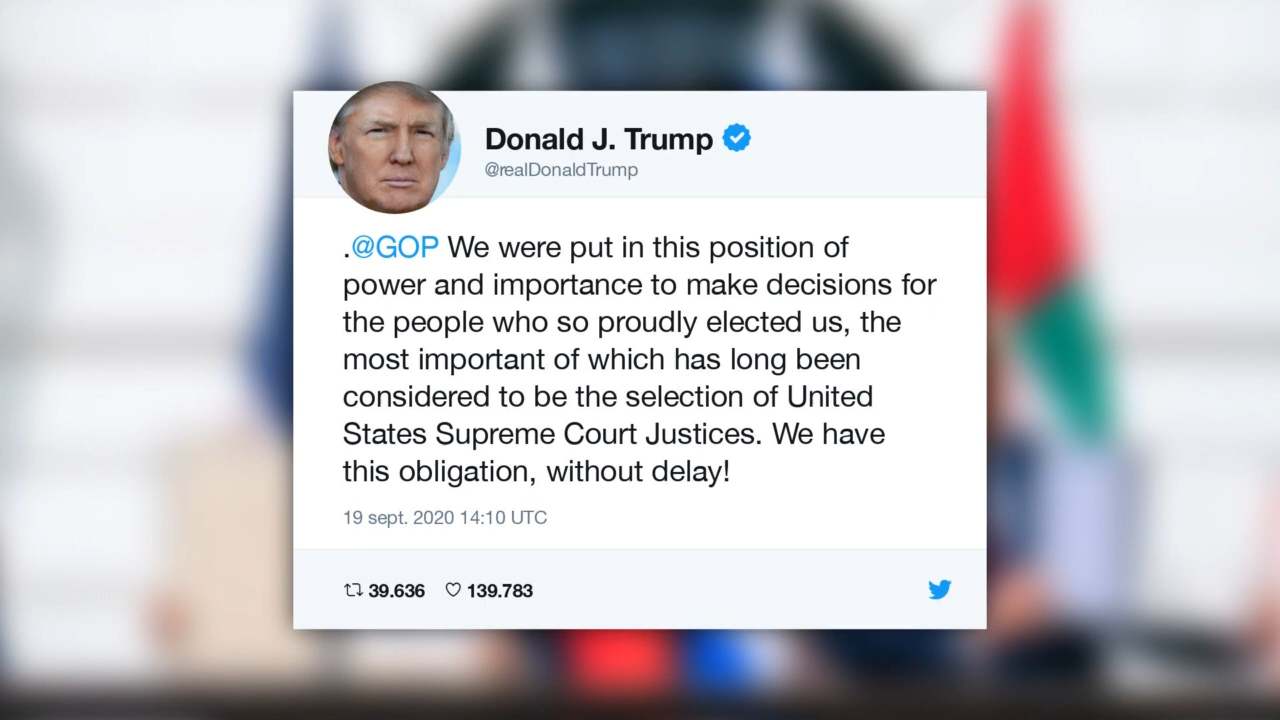 Donald J. Trump
@realDonaldTrump
.@GOP We were put in this position of
power and importance to make decisions for
the people who so proudly elected us, the
most important of which has long been
considered to be the selection of United
States Supreme Court Justices. We have
this obligation, without delay!
19 sept. 2020 14:10 UTC
39.636 139.783